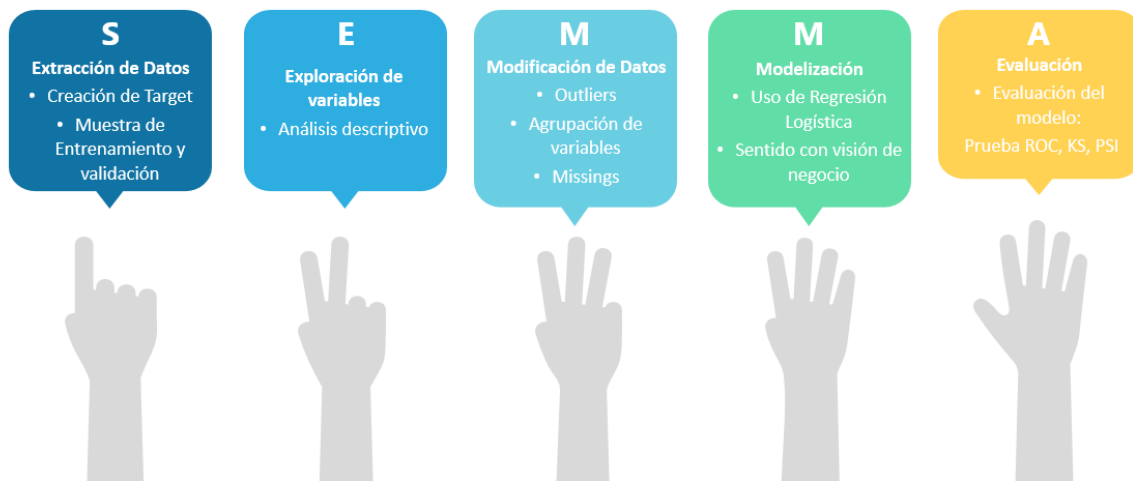 S
Extracción de Datos
• Creación de Target
• Muestra de
Entrenamiento y
validación
E
Exploración de
variables
• Análisis descriptivo
M
Modificación de Datos
• Outliers
• Agrupación de
variables
• Missings
M
Modelización
• Uso de Regresión
Logística
• Sentido con visión de
negocio
A
Evaluación
• Evaluación del
modelo:
Prueba ROC, KS, PSI